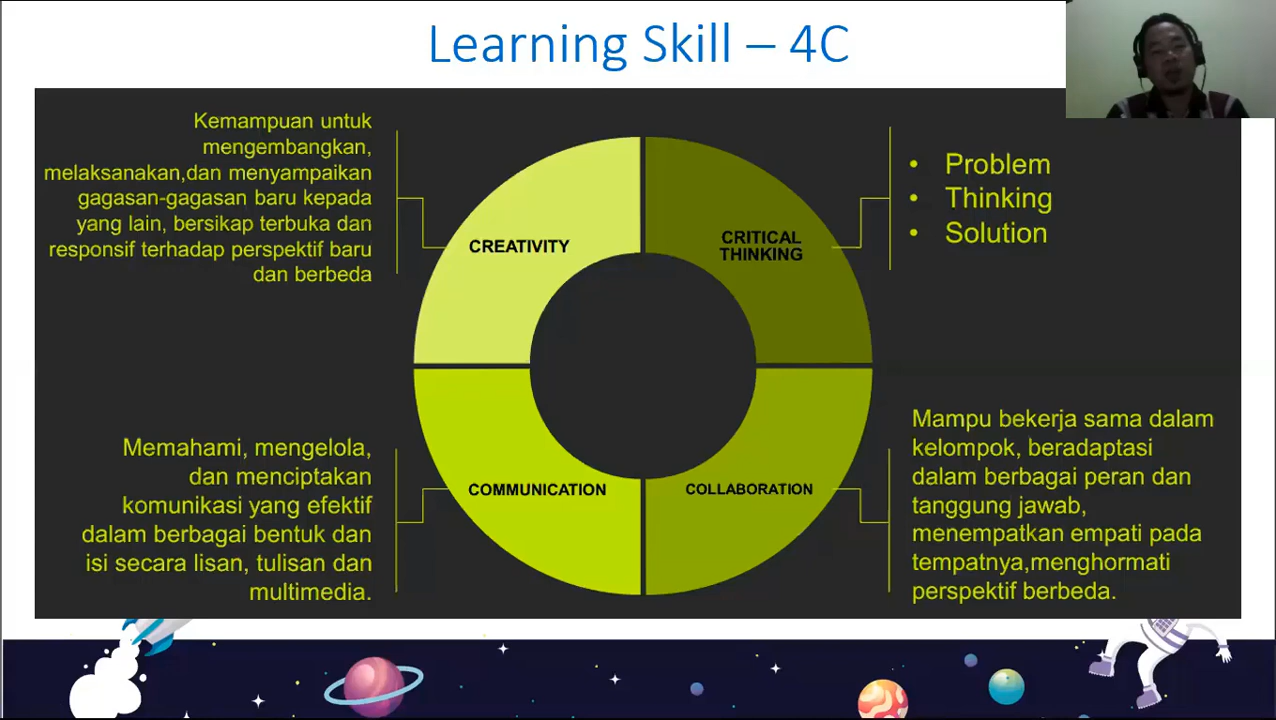 Learning Skill – 4C
Kemampuan untuk
mengembangkan,
melaksanakan,dan menyampaikan
gagasan-gagasan baru kepada
yang lain, bersikap terbuka dan
responsif terhadap perspektif baru
dan berbeda
CREATIVITY
CRITICAL
THINKING
• Problem
• Thinking
• Solution
Memahami, mengelola,
dan menciptakan
komunikasi yang efektif
dalam berbagai bentuk dan
isi secara lisan, tulisan dan
multimedia.
COMMUNICATION
COLLABORATION
Mampu bekerja sama dalam
kelompok, beradaptasi
dalam berbagai peran dan
tanggung jawab,
menempatkan empati pada
tempatnya,menghormati
perspektif berbeda.